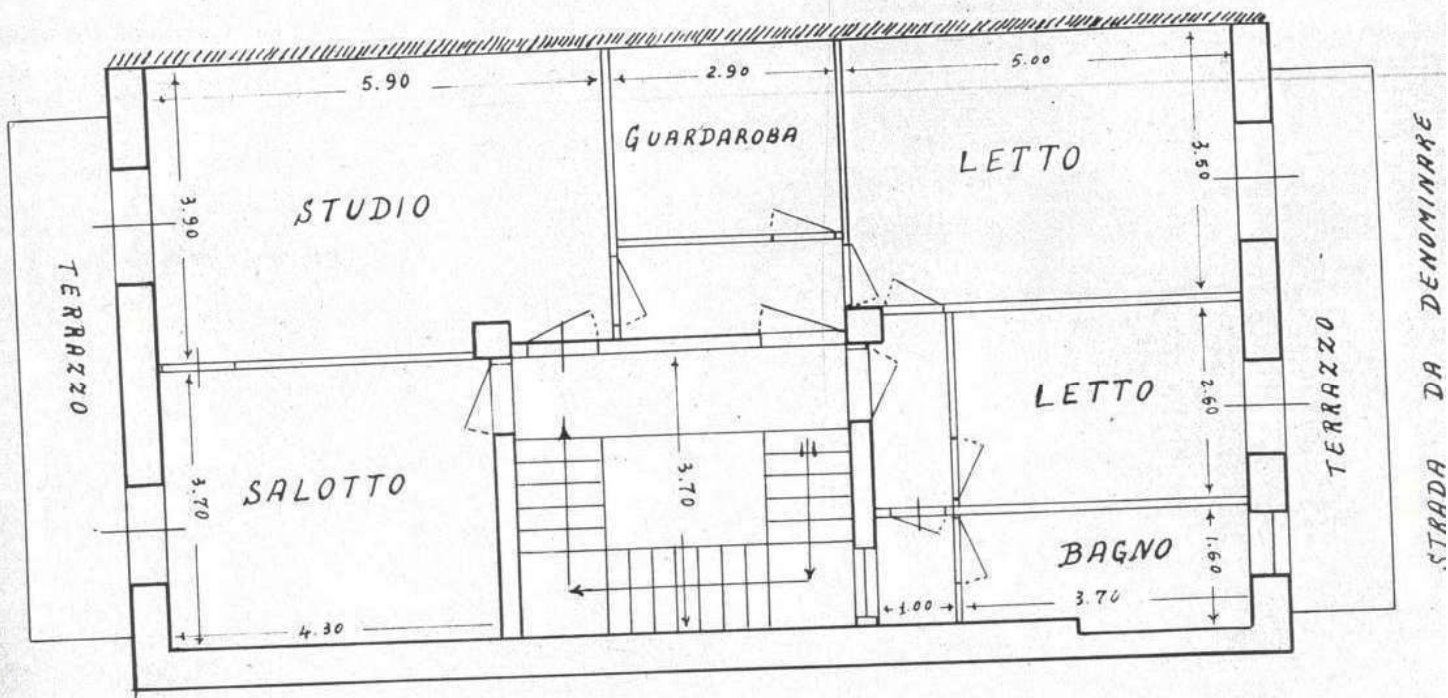 5.90
2.90
5.00
GUARDAROBA
LETTO
3.50
STUDIO
3.90
TERRAZZO
STRADA DA DENOMINARE
TERRAZZO
LETTO
2.60
3.70
SALOTTO
3.70
BAGNO
1.60
1.00
3.70
4.30